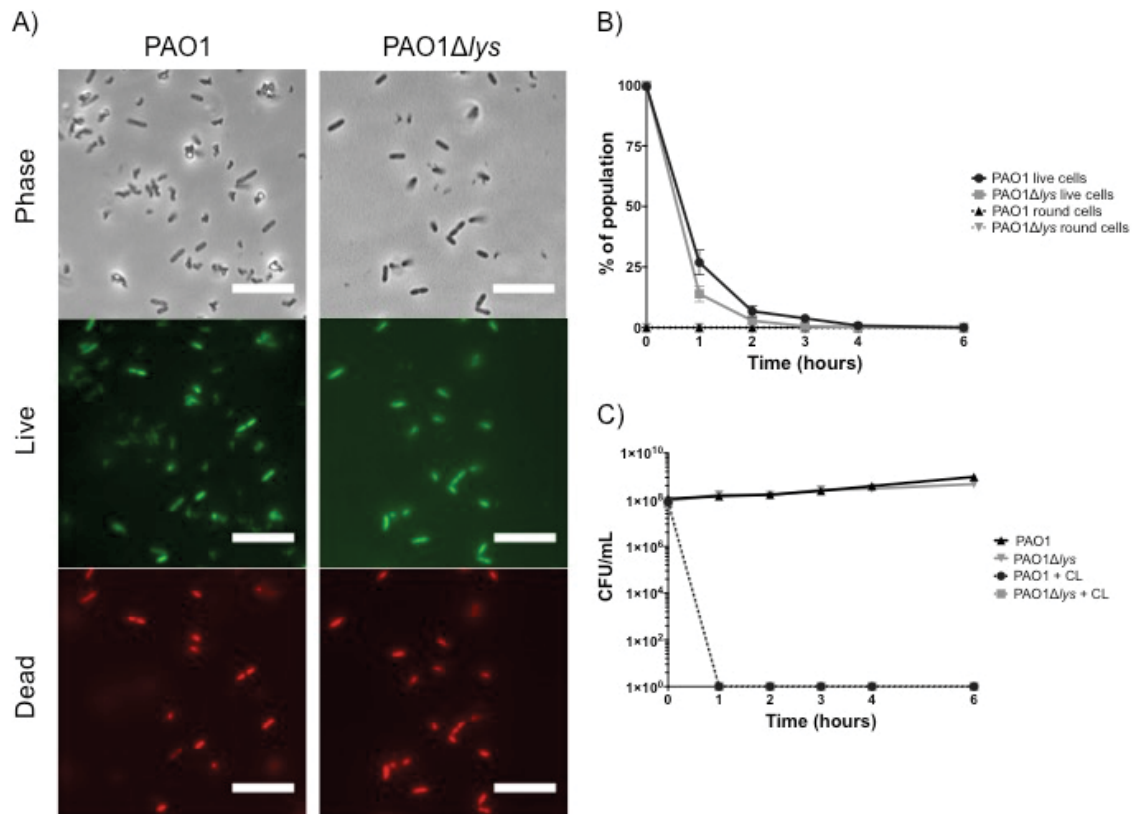 A)
PAO1
PAO1Δlys
Phase
Live
Dead
B)
% of population
100
75
50
25
0
0
1
2
3
4
6
Time (hours)
PAO1 live cells
PAO1Δlys live cells
PAO1 round cells
PAO1Δlys round cells
C)
CFU/mL
1×10¹⁰
1×10⁸
1×10⁶
1×10⁴
1×10²
1×10⁰
0
1
2
3
4
6
Time (hours)
PAO1
PAO1Δlys
PAO1 + CL
PAO1Δlys + CL